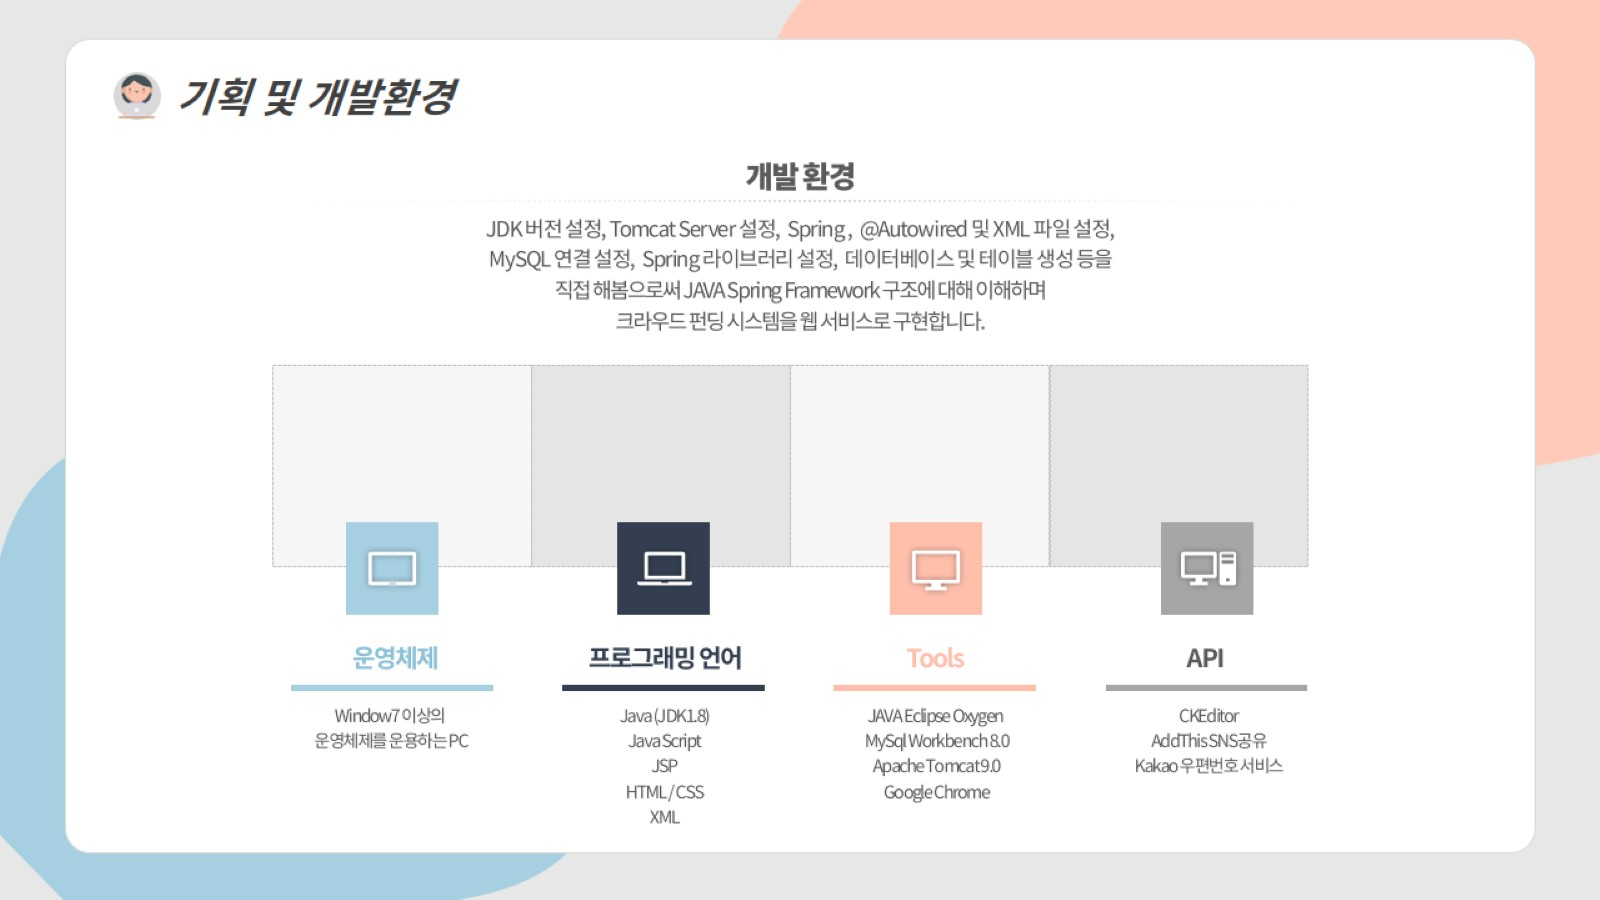 기획 및 개발환경
개발 환경
JDK 버전 설정, Tomcat Server 설정, Spring , @Autowired 및 XML 파일 설정,
MySQL 연결 설정, Spring 라이브러리 설정, 데이터베이스 및 테이블 생성 등을
직접 해봄으로써 JAVA Spring Framework 구조에 대해 이해하며
크라우드 펀딩 시스템을 웹 서비스로 구현합니다.
운영체제
Window7 이상의
운영체제를 운용하는 PC
프로그래밍 언어
Java (JDK1.8)
Java Script
JSP
HTML / CSS
XML
Tools
JAVA Eclipse Oxygen
MySql Workbench 8.0
Apache Tomcat 9.0
Google Chrome
API
CKEditor
AddThis SNS공유
Kakao 우편번호 서비스